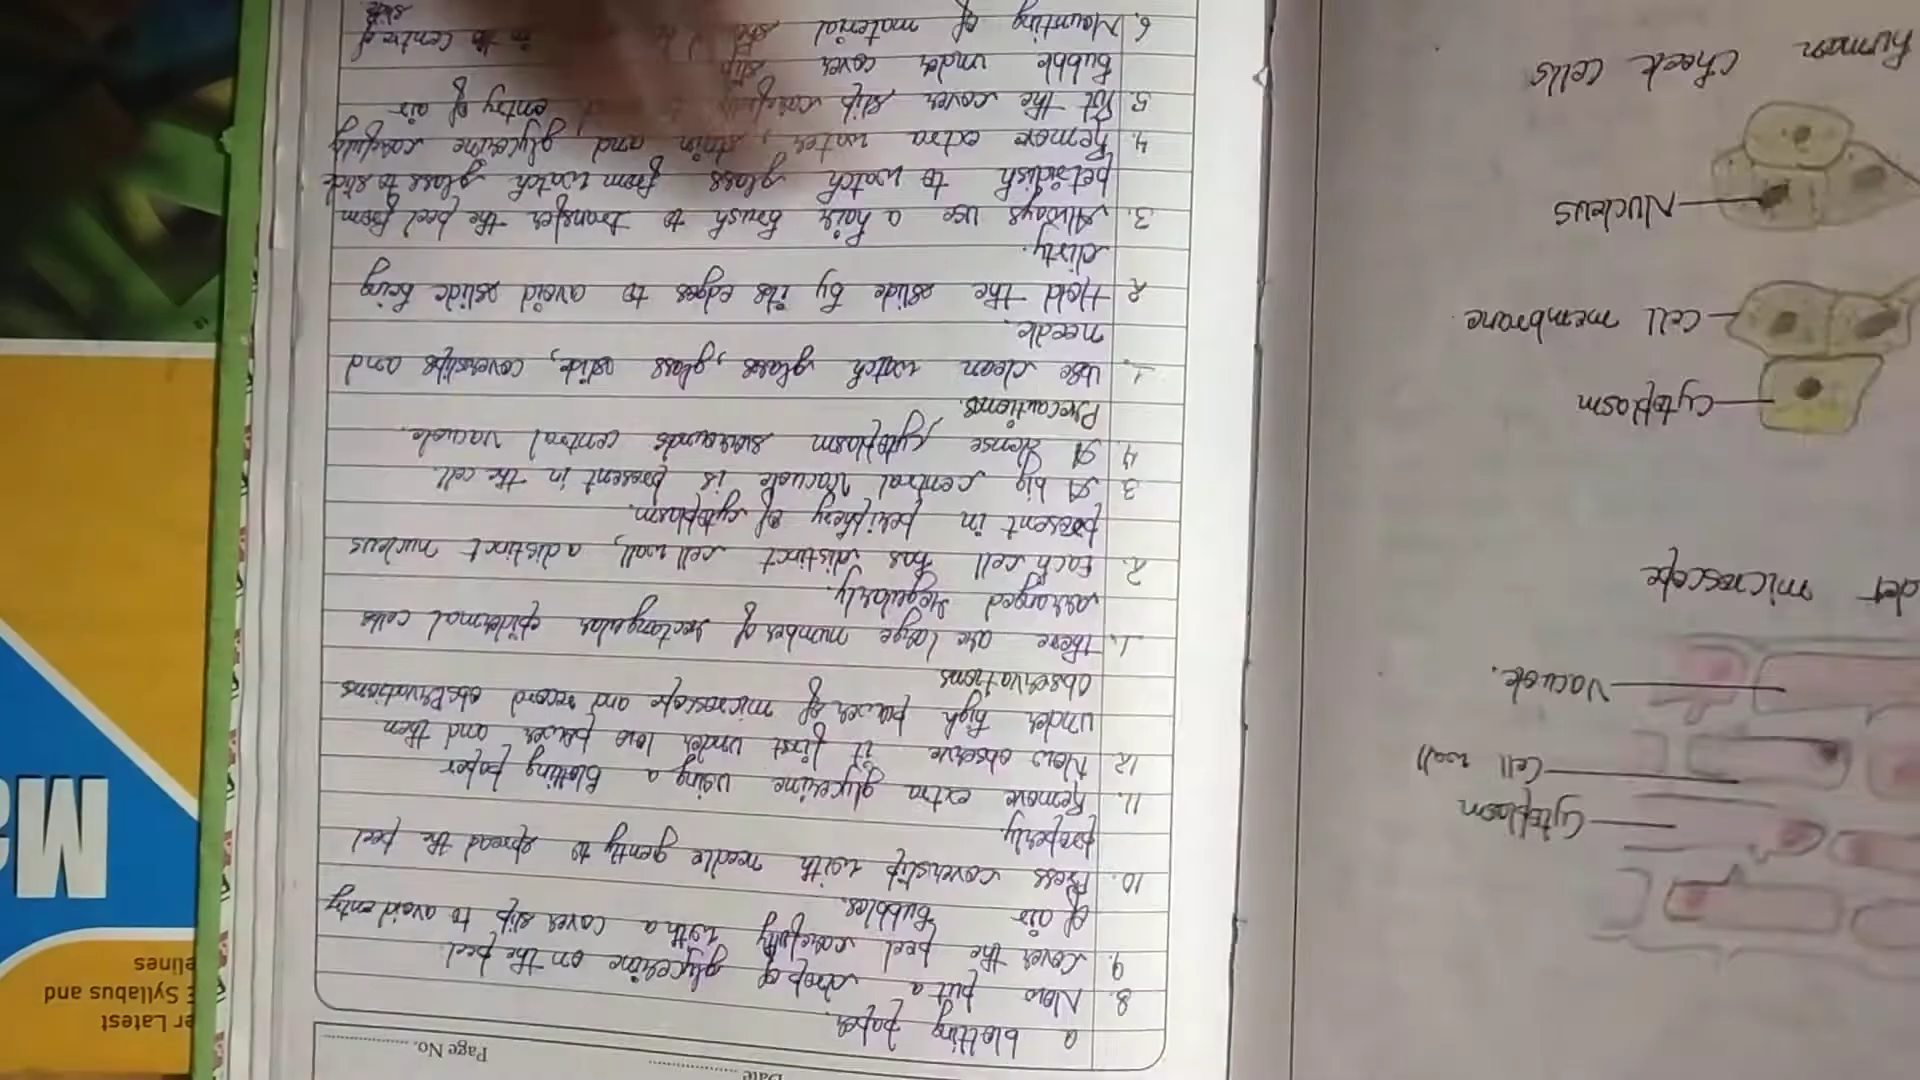 Date
Page No.
a blotting paper.
8. Now put a drop of glycerine on the peel.
9. Cover the peel carefully with a cover slip to avoid entry
of air bubbles.
10. Press coverslip with needle gently to spread the peel
properly
11. Remove extra glycerine using a blotting paper
12. Now observe it first under low power and then
under high power of microscope and record observations
observations
1. There are large number of rectangular epidermal cells
arranged regularly.
2. Each cell has distinct cell wall, a distinct nucleus
present in periphery of cytoplasm.
3. A big central vacuole is present in the cell.
4. A dense cytoplasm surrounds central vacuole.
Precautions.
1. Use clean watch glass, glass slide, coverslips and
needle.
2. Hold the slide by its edges to avoid slide being
dirty.
3. Always use a hair brush to transfer the peel from
petridish to watch glass from watch glass to slide
4. Remove extra water, stain and glycerine carefully
5. Put the cover slip carefully to entry of air
bubble under cover slip
6. Mounting of material in to centre of
slide
er Latest
E Syllabus and
elines
Ma
Cytoplasm
Cell wall
Vacuole.
der microscope
Cytoplasm
Cell membrane
Nucleus
human cheek cells